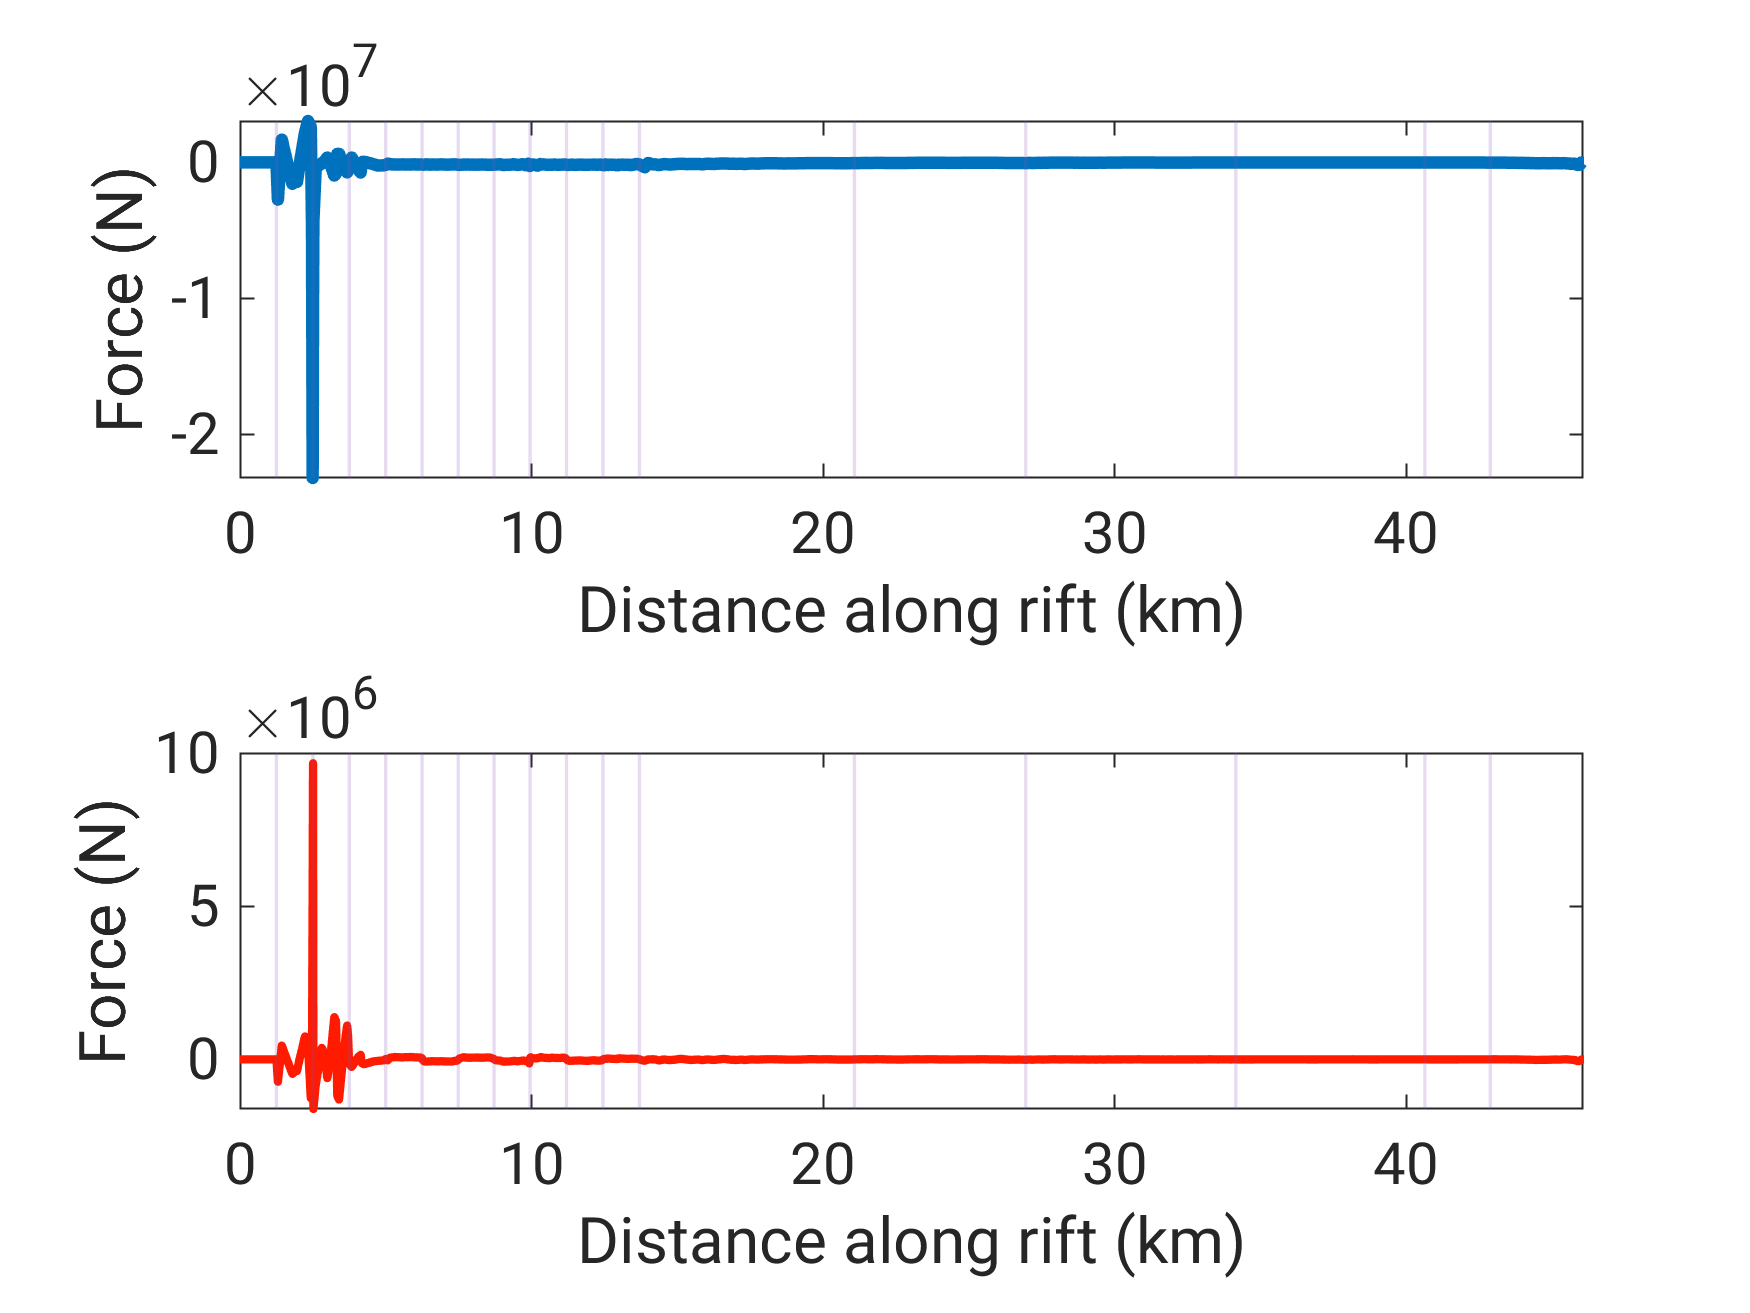 ×10^7
0
-1
-2
Force (N)
0 10 20 30 40
Distance along rift (km)
×10^6
10
5
0
Force (N)
0 10 20 30 40
Distance along rift (km)